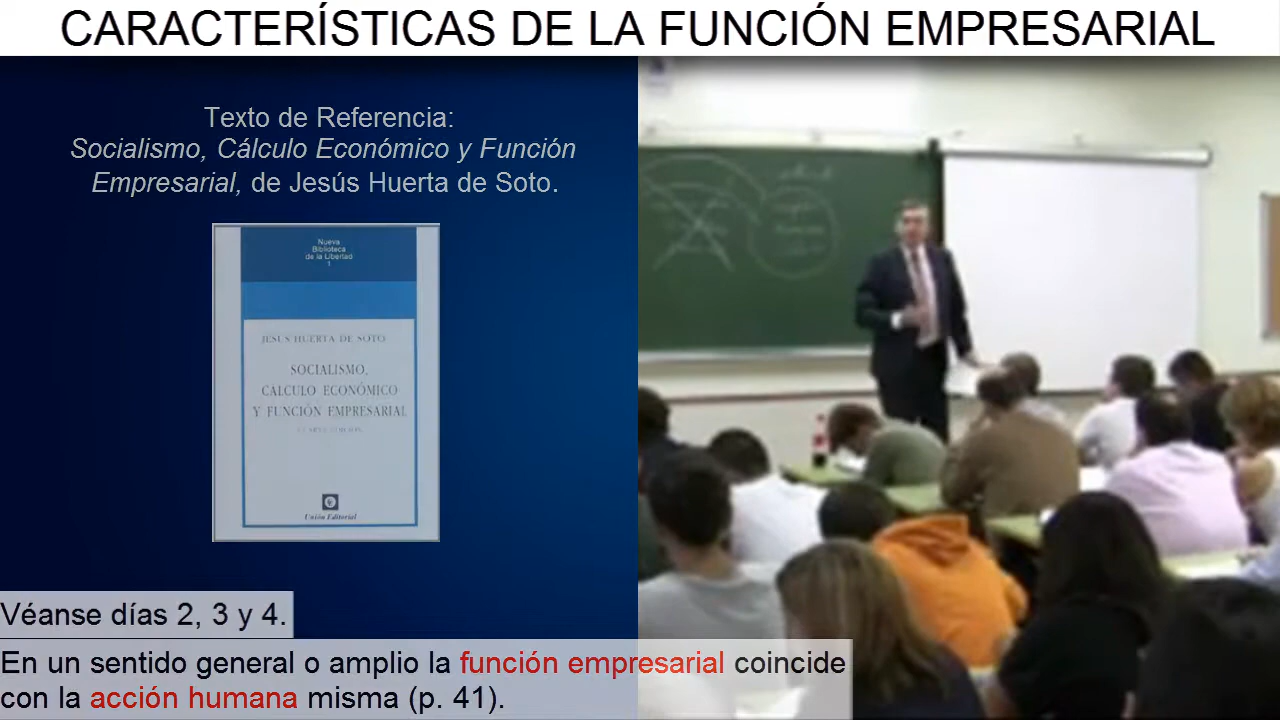 CARACTERÍSTICAS DE LA FUNCIÓN EMPRESARIAL
Texto de Referencia:
Socialismo, Cálculo Económico y Función
Empresarial, de Jesús Huerta de Soto.
Nueva
Biblioteca
de la Libertad
1
JESÚS HUERTA DE SOTO
SOCIALISMO,
CÁLCULO ECONÓMICO
Y FUNCIÓN EMPRESARIAL
Unión Editorial
Véanse días 2, 3 y 4.
En un sentido general o amplio la función empresarial coincide
con la acción humana misma (p. 41).